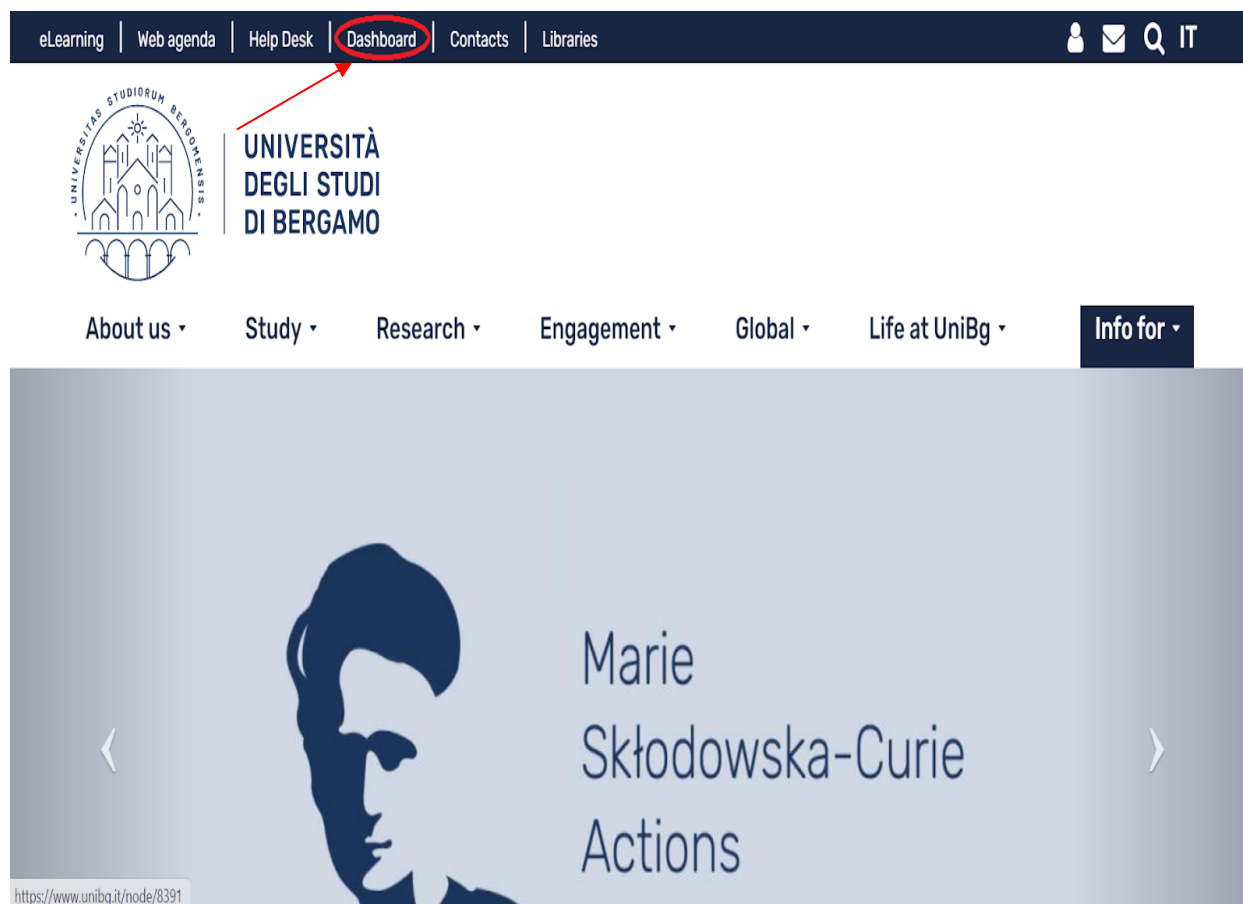 eLearning | Web agenda | Help Desk | Dashboard | Contacts | Libraries IT
· UNIVERSITAS STUDIORUM BERGOMENSIS ·
UNIVERSITÀ
DEGLI STUDI
DI BERGAMO
About us Study Research Engagement Global Life at UniBg Info for
Marie
Skłodowska-Curie
Actions
https://www.unibg.it/node/8391